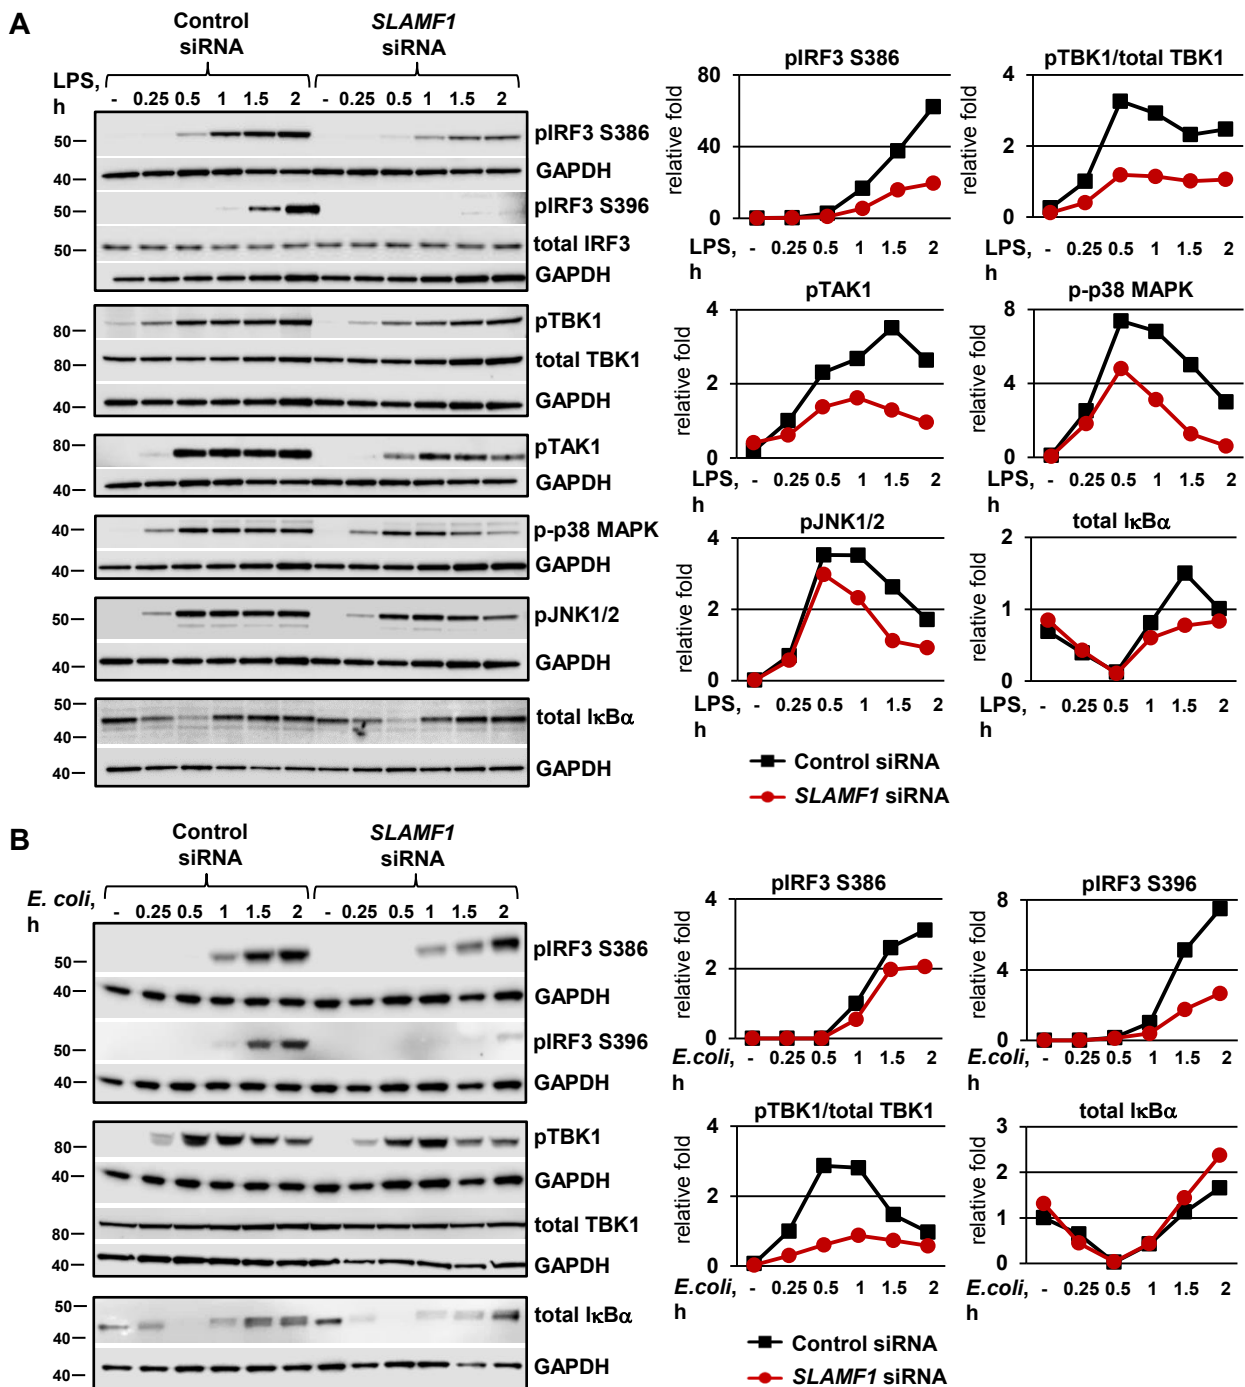 A
Control
siRNA
SLAMF1
siRNA
LPS,
h
- 0.25 0.5 1 1.5 2 - 0.25 0.5 1 1.5 2
50
pIRF3 S386
40
GAPDH
50
pIRF3 S396
50
total IRF3
40
GAPDH
80
pTBK1
80
total TBK1
40
GAPDH
80
pTAK1
40
GAPDH
40
p-p38 MAPK
40
GAPDH
50
pJNK1/2
40
GAPDH
50
40
total IκBα
40
GAPDH
pIRF3 S386
relative fold
80
40
0
LPS,
h
- 0.25 0.5 1 1.5 2
pTBK1/total TBK1
relative fold
4
2
0
LPS,
h
- 0.25 0.5 1 1.5 2
pTAK1
relative fold
4
2
0
LPS,
h
- 0.25 0.5 1 1.5 2
p-p38 MAPK
relative fold
8
4
0
LPS,
h
- 0.25 0.5 1 1.5 2
pJNK1/2
relative fold
4
2
0
LPS,
h
- 0.25 0.5 1 1.5 2
total IκBα
relative fold
2
1
0
LPS,
h
- 0.25 0.5 1 1.5 2
Control siRNA
SLAMF1 siRNA
B
Control
siRNA
SLAMF1
siRNA
E. coli,
h
- 0.25 0.5 1 1.5 2 - 0.25 0.5 1 1.5 2
50
pIRF3 S386
40
GAPDH
50
pIRF3 S396
40
GAPDH
80
pTBK1
40
GAPDH
80
total TBK1
40
GAPDH
50
40
total IκBα
40
GAPDH
pIRF3 S386
relative fold
4
2
0
E.coli,
h
- 0.25 0.5 1 1.5 2
pIRF3 S396
relative fold
8
4
0
E.coli,
h
- 0.25 0.5 1 1.5 2
pTBK1/total TBK1
relative fold
4
2
0
E.coli,
h
- 0.25 0.5 1 1.5 2
total IκBα
relative fold
3
2
1
0
E.coli,
h
- 0.25 0.5 1 1.5 2
Control siRNA
SLAMF1 siRNA